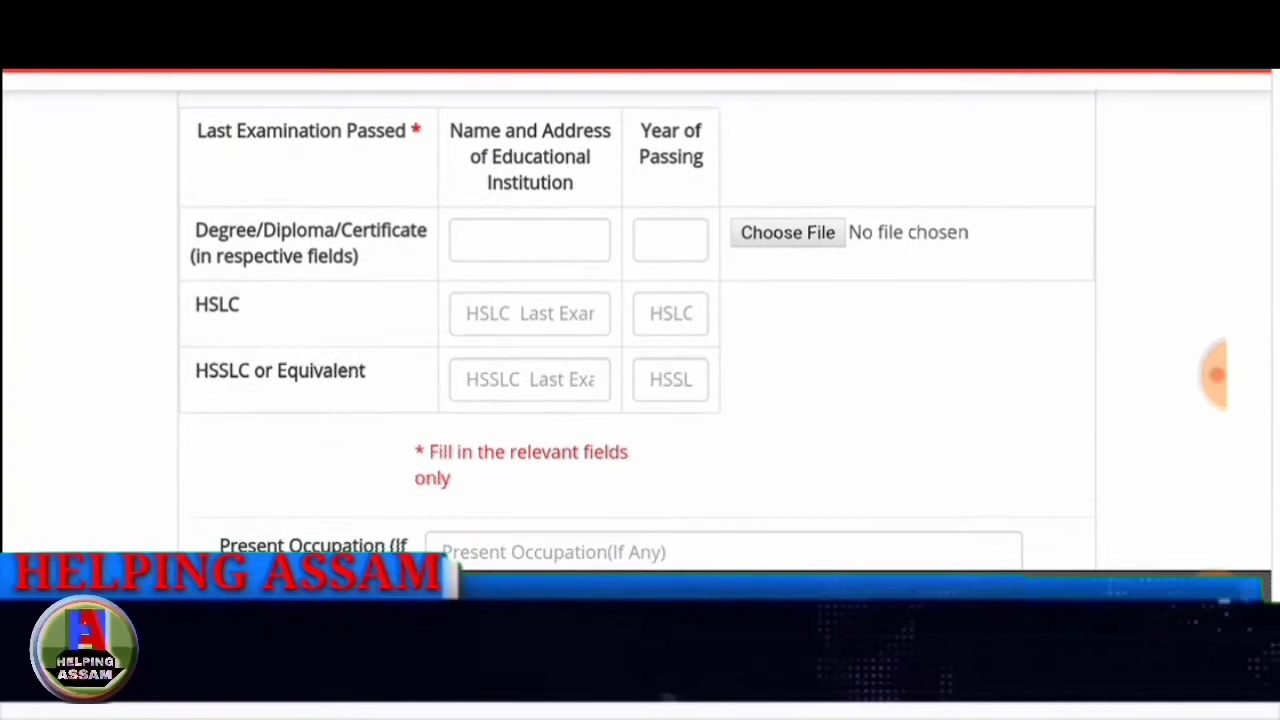 Last Examination Passed *
Name and Address
of Educational
Institution
Year of
Passing
Degree/Diploma/Certificate
(in respective fields)
Choose File No file chosen
HSLC
HSLC Last Exar
HSLC
HSSLC or Equivalent
HSSLC Last Exa
HSSL
* Fill in the relevant fields
only
Present Occupation (If
Present Occupation(If Any)
HELPING ASSAM
A
HELPING
ASSAM